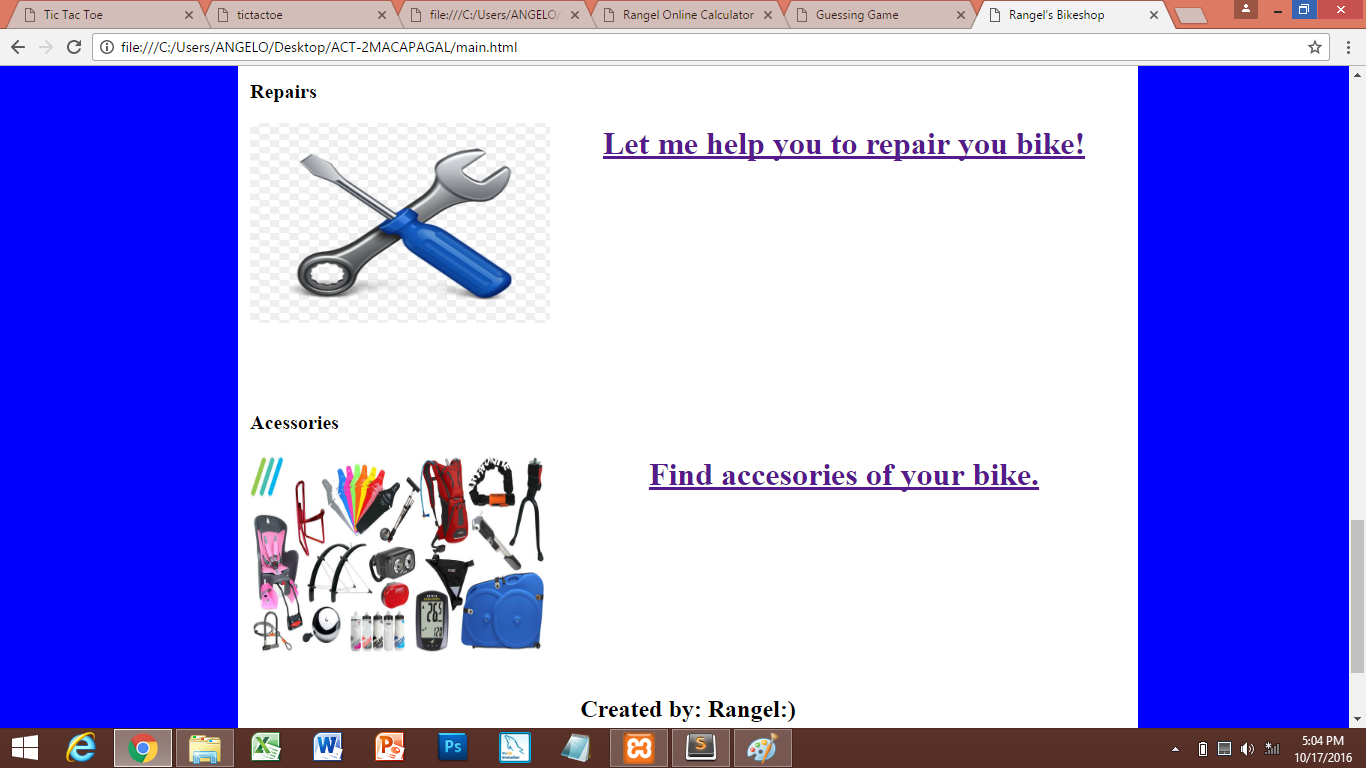 Tic Tac Toe
tictactoe
file:///C:/Users/ANGELO/
Rangel Online Calculator
Guessing Game
Rangel's Bikeshop
file:///C:/Users/ANGELO/Desktop/ACT-2MACAPAGAL/main.html
Repairs
Let me help you to repair you bike!
Acessories
Find accesories of your bike.
Created by: Rangel:)
5:04 PM
10/17/2016